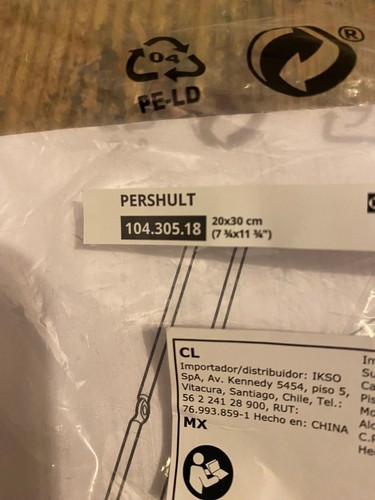 04
PE-LD
®
PERSHULT
104.305.18
20x30 cm
(7 ¾x11 ¾")
CL
Importador/distribuidor: IKSO
SpA, Av. Kennedy 5454, piso 5,
Vitacura, Santiago, Chile, Tel.:
56 2 241 28 900, RUT:
76.993.859-1 Hecho en: CHINA
MX